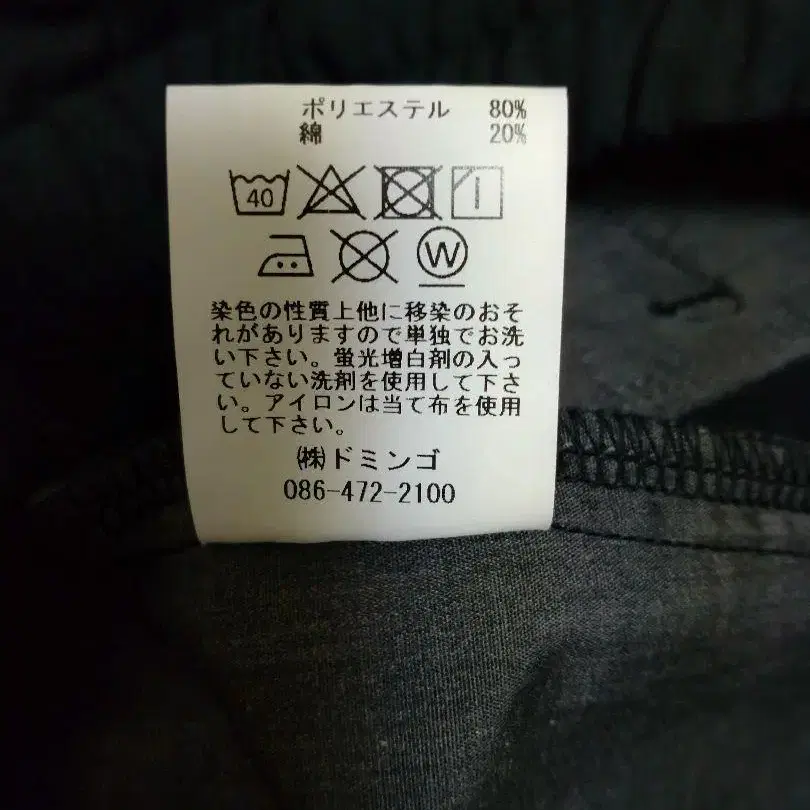 ポリエステル 80%
綿 20%
40
W
染色の性質上他に移染のおそ
れがありますので単独でお洗
い下さい。蛍光増白剤の入っ
ていない洗剤を使用して下さ
い。アイロンは当て布を使用
して下さい。
㈱ドミンゴ
086-472-2100